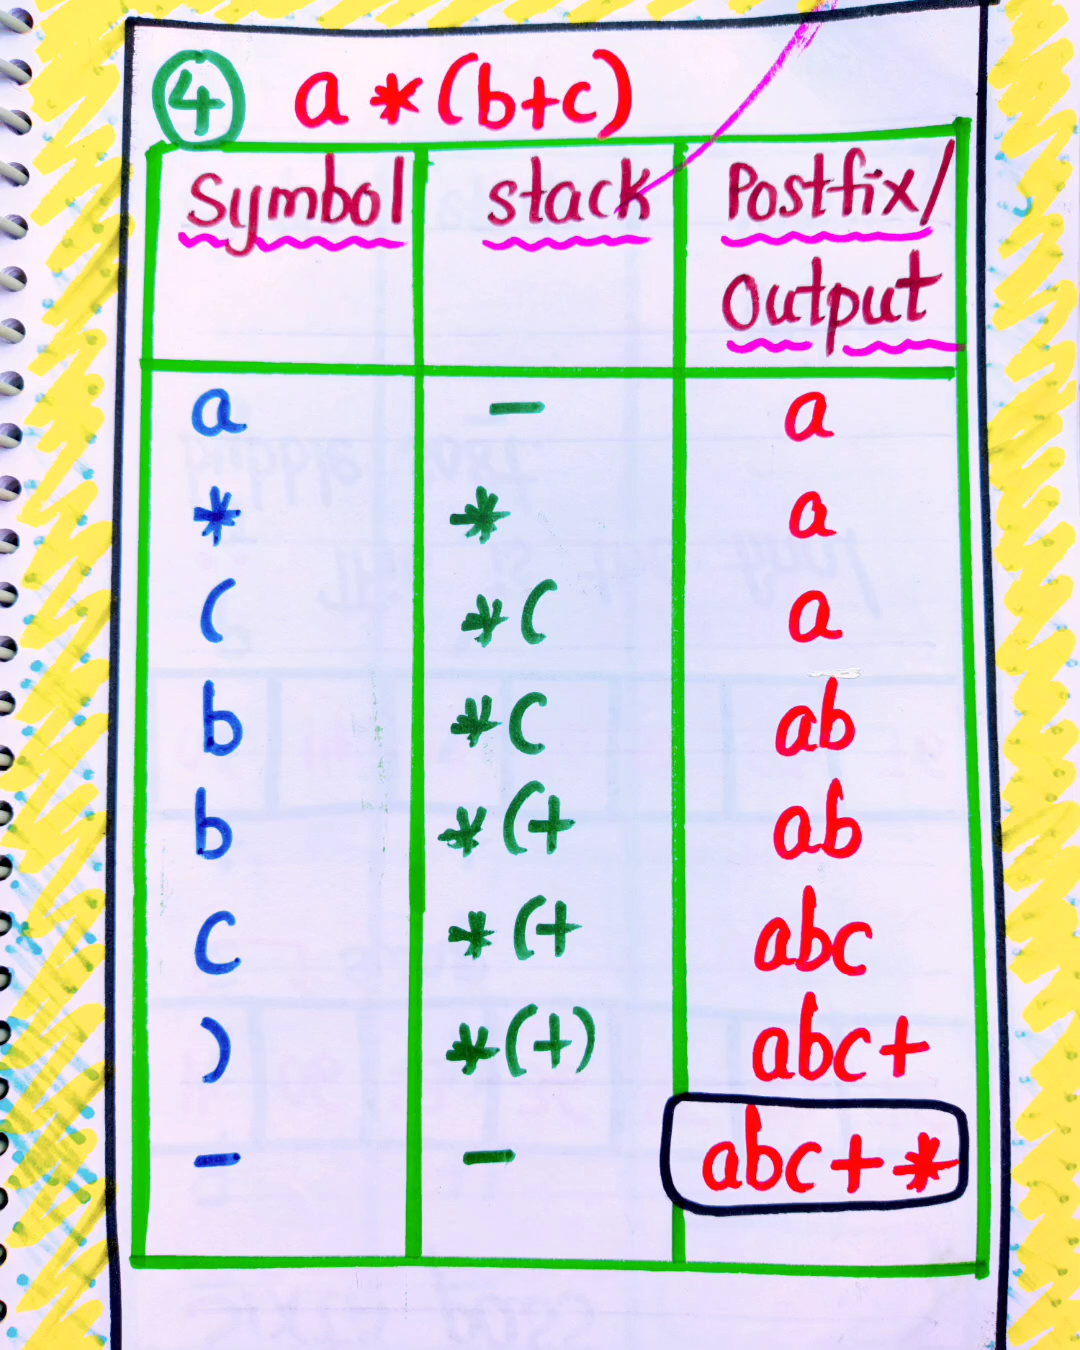 4 a * (b+c)
Symbol stack Postfix/
Output
a - a
* * a
( *( a
b *( ab
b *(+ ab
c *(+ abc
) *(+) abc+
- - abc+*